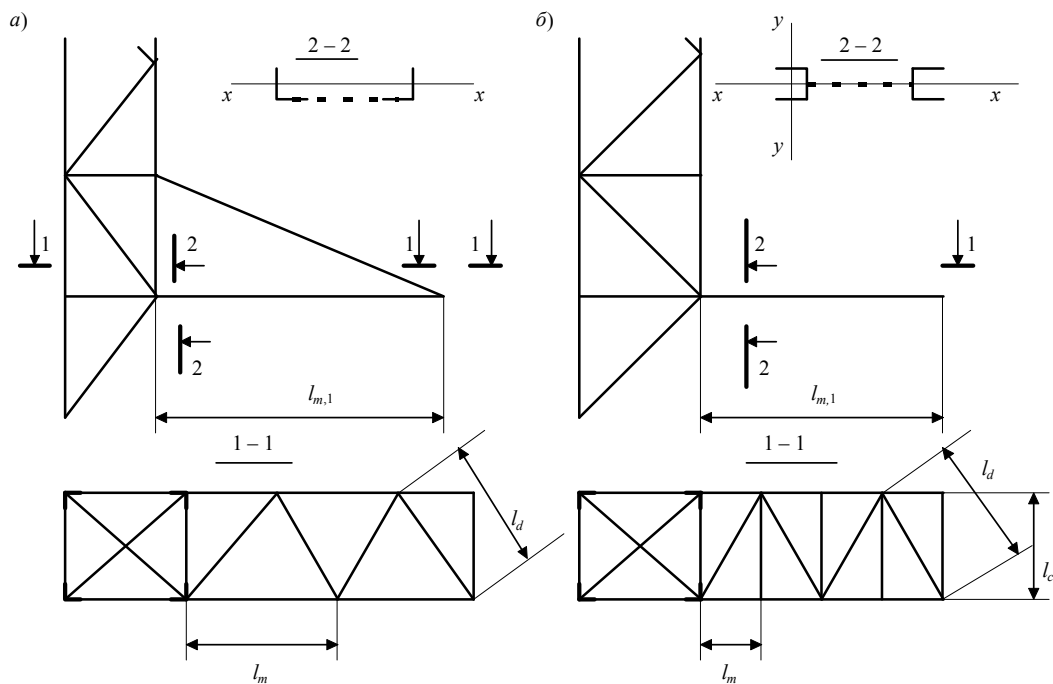 а)
2 – 2
x x
1 2 1 1
2
l_{m,1}
1 – 1
l_d
l_m
б)
y
2 – 2
x x
y
2 1
2
l_{m,1}
1 – 1
l_d
l_c
l_m